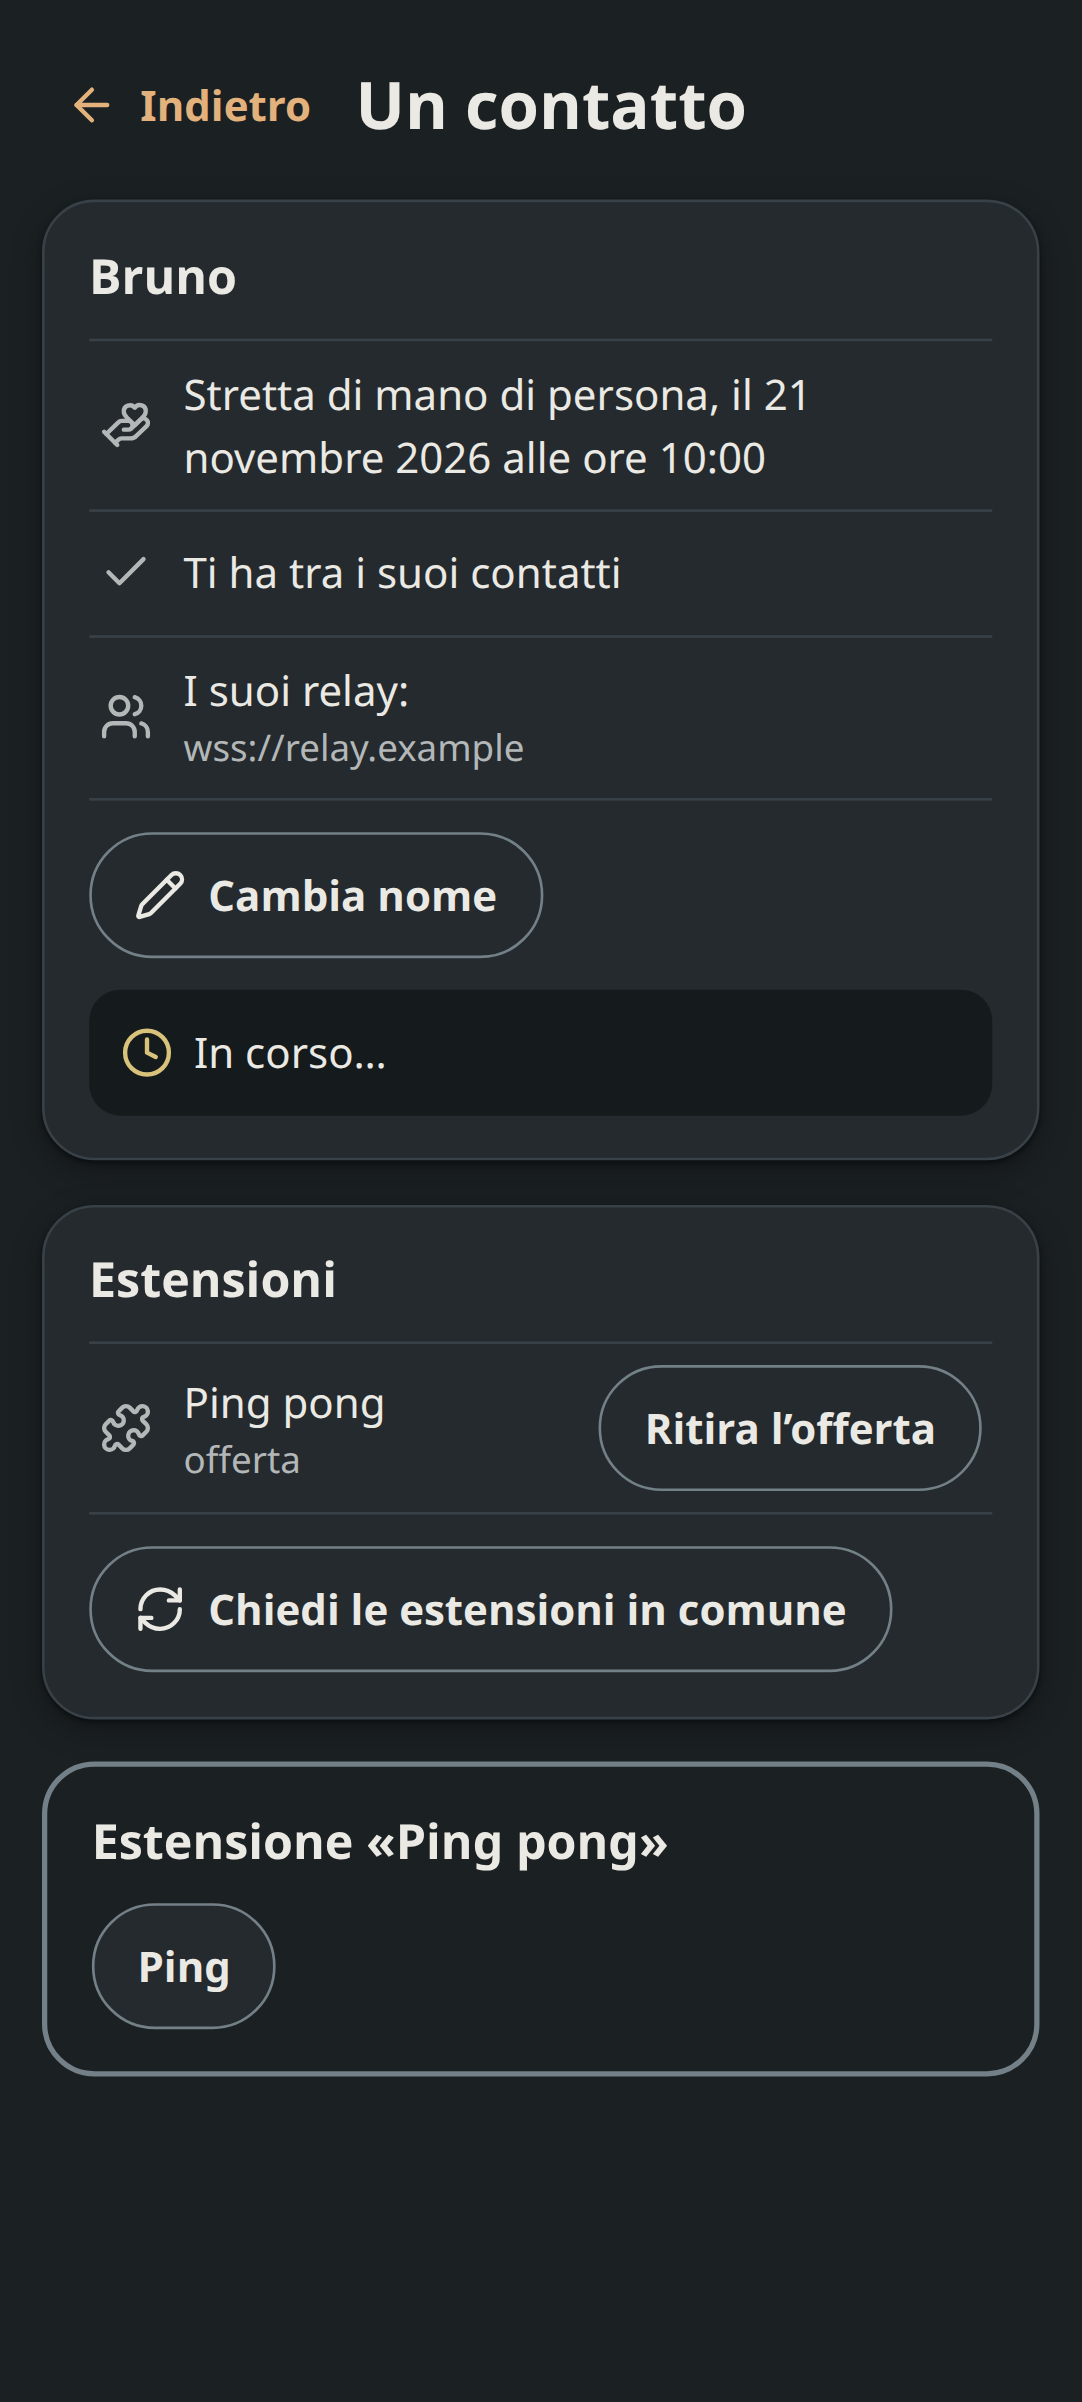 Indietro Un contatto
Bruno
Stretta di mano di persona, il 21
novembre 2026 alle ore 10:00
Ti ha tra i suoi contatti
I suoi relay:
wss://relay.example
Cambia nome
In corso…
Estensioni
Ping pong
offerta
Ritira l’offerta
Chiedi le estensioni in comune
Estensione «Ping pong»
Ping